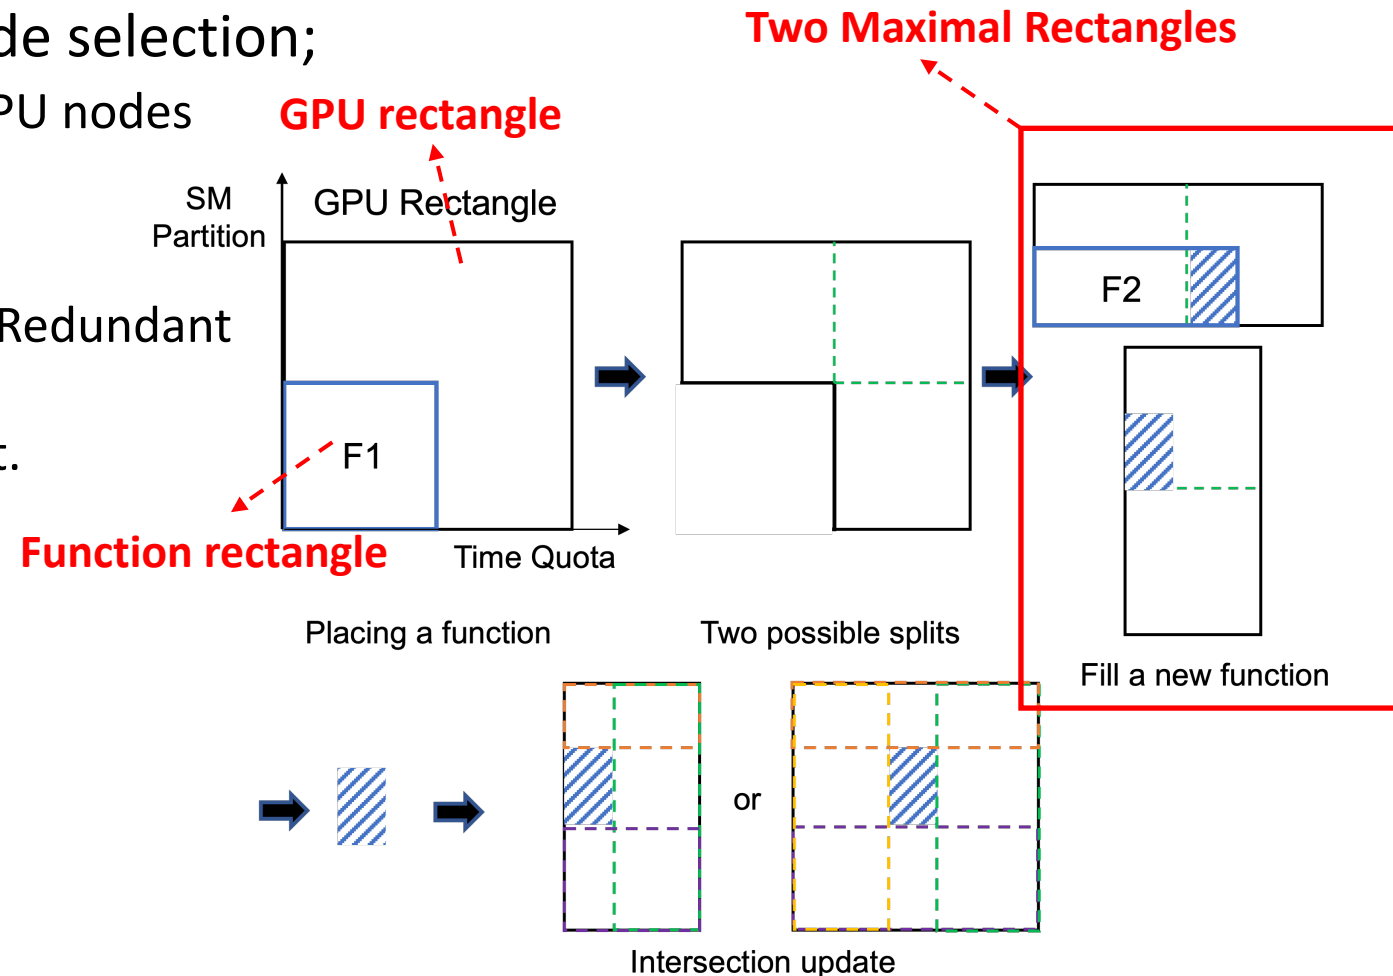 de selection;
PU nodes
Redundant
t.
Two Maximal Rectangles
GPU rectangle
SM
Partition
GPU Rectangle
F1
Function rectangle
Time Quota
F2
Placing a function
Two possible splits
Fill a new function
or
Intersection update